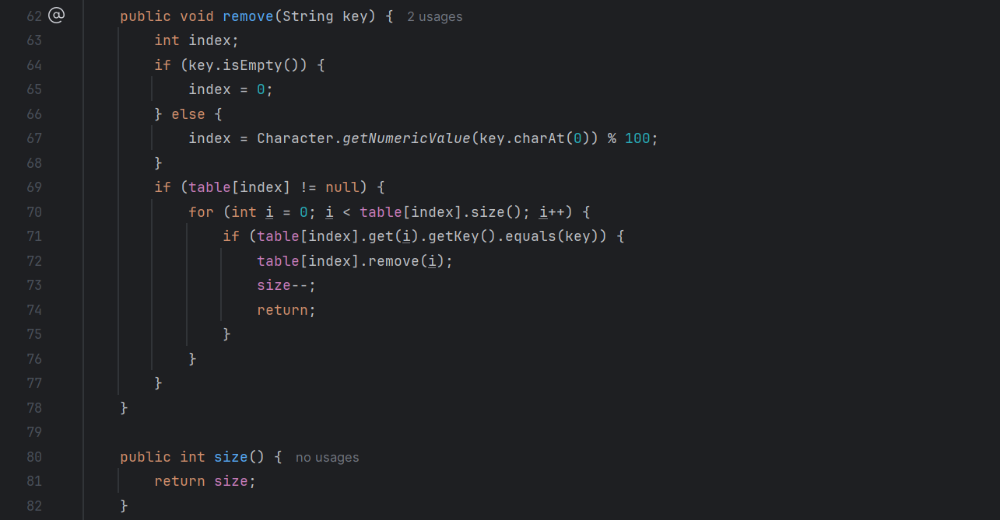 62 @ public void remove(String key) { 2 usages
63 int index;
64 if (key.isEmpty()) {
65 index = 0;
66 } else {
67 index = Character.getNumericValue(key.charAt(0)) % 100;
68 }
69 if (table[index] != null) {
70 for (int i = 0; i < table[index].size(); i++) {
71 if (table[index].get(i).getKey().equals(key)) {
72 table[index].remove(i);
73 size--;
74 return;
75 }
76 }
77 }
78 }
79
80 public int size() { no usages
81 return size;
82 }